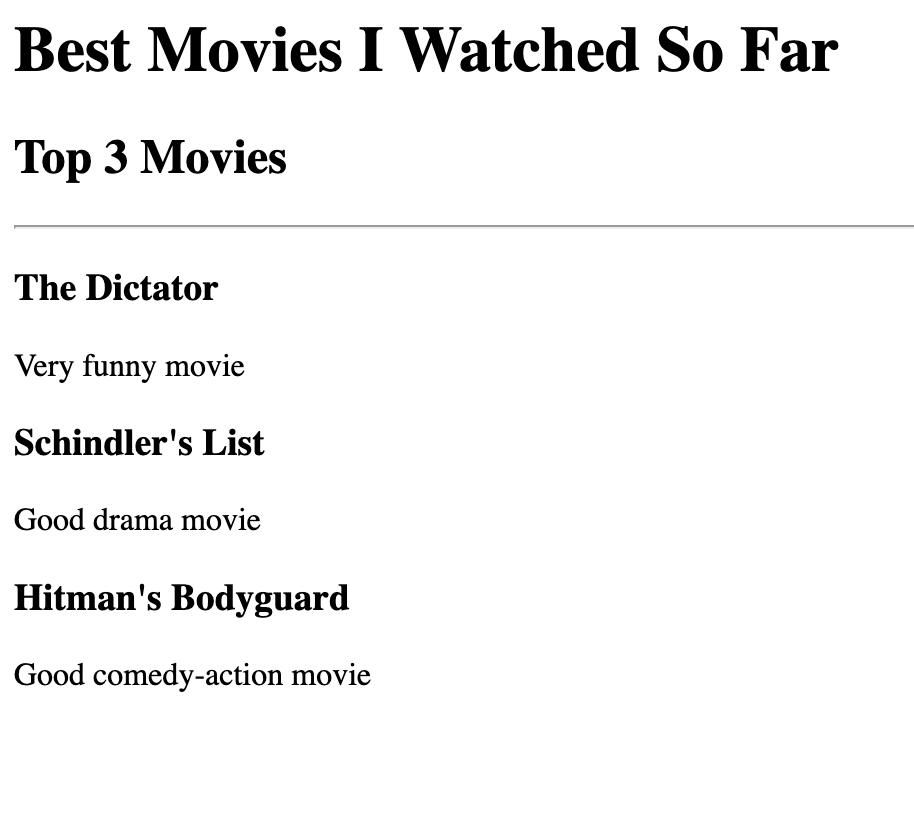 Best Movies I Watched So Far
Top 3 Movies
The Dictator
Very funny movie
Schindler's List
Good drama movie
Hitman's Bodyguard
Good comedy-action movie